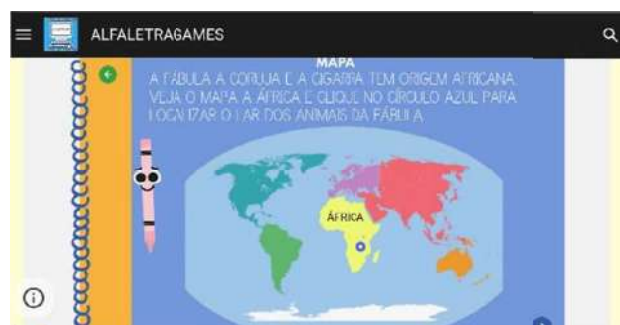 ALFALETRAGAMES
MAPA
A FÁBULA A CORUJA E A CIGARRA TEM ORIGEM AFRICANA.
VEJA O MAPA A ÁFRICA E CLIQUE NO CÍRCULO AZUL PARA
LOCALIZAR O LAR DOS ANIMAIS DA FÁBULA
ÁFRICA